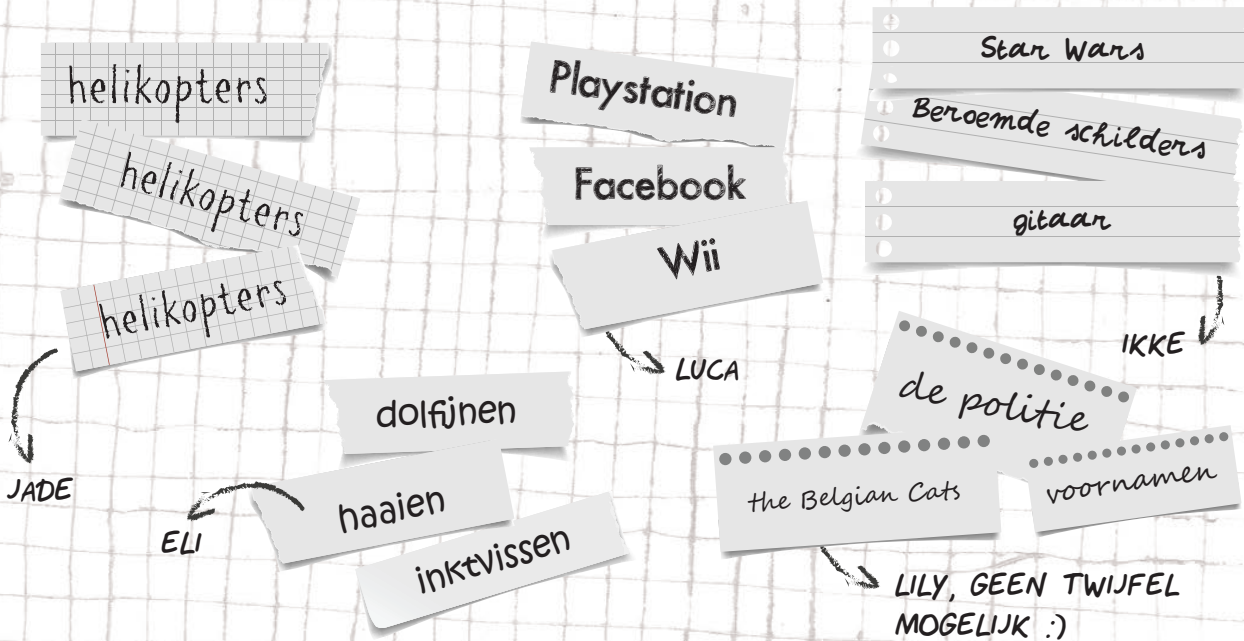 helikopters
helikopters
helikopters
JADE
Playstation
Facebook
Wii
LUCA
Star Wars
Beroemde schilders
gitaar
IKKE
dolfijnen
haaien
inktvissen
ELI
de politie
the Belgian Cats
voornamen
LILY, GEEN TWIJFEL
MOGELIJK :)